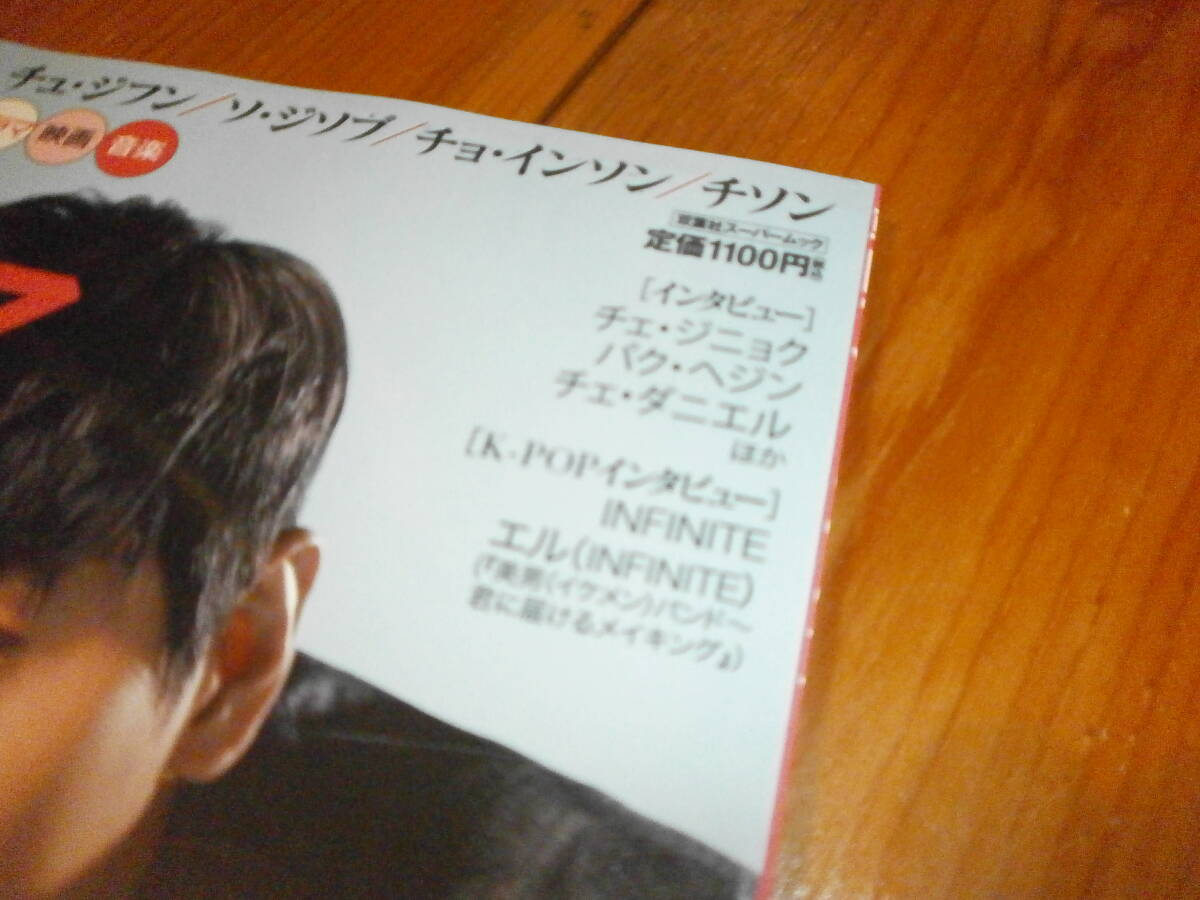 チュ・ジフン/ソ・ジソブ/チョ・インソン/チソン
マ 映画 音楽
双葉社スーパームック
定価1100円税込
[インタビュー]
チェ・ジニョク
パク・ヘジン
チェ・ダニエル
ほか
[K-POPインタビュー]
INFINITE
エル(INFINITE)
(『美男(イケメン)バンド〜
君に届けるメイキング』)